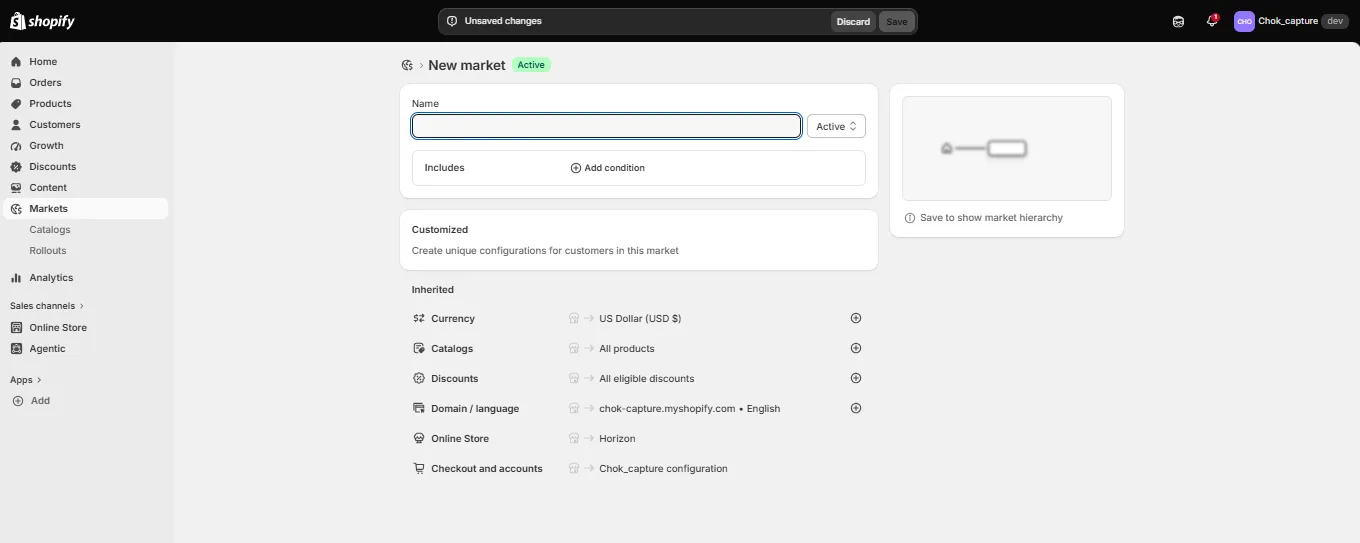 shopify
Unsaved changes
Discard
Save
1
CHO
Chok_capture
dev
Home
Orders
Products
Customers
Growth
Discounts
Content
Markets
Catalogs
Rollouts
Analytics
Sales channels
Online Store
Agentic
Apps
Add
New market
Active
Name
Active
Includes
Add condition
Customized
Create unique configurations for customers in this market
Inherited
Currency
US Dollar (USD $)
Catalogs
All products
Discounts
All eligible discounts
Domain / language
chok-capture.myshopify.com • English
Online Store
Horizon
Checkout and accounts
Chok_capture configuration
Save to show market hierarchy